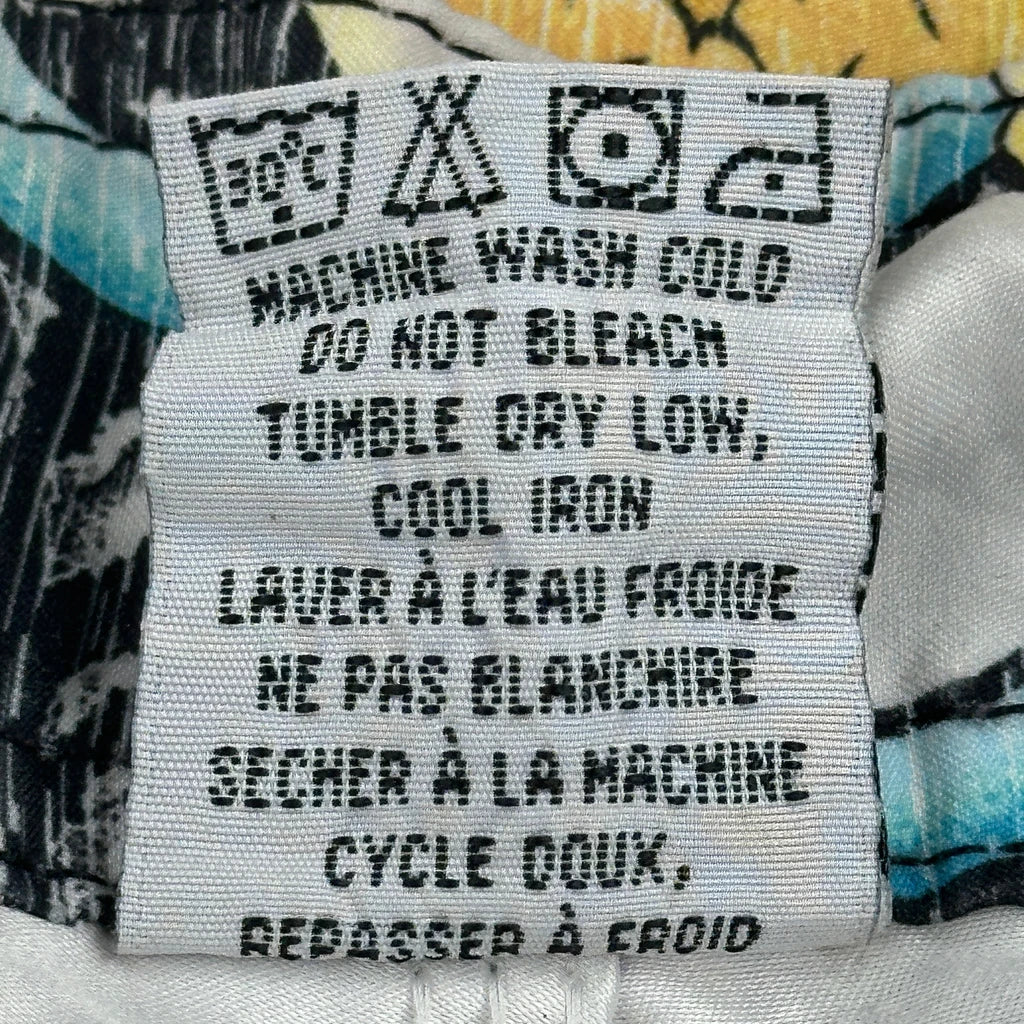 30°C
MACHINE WASH COLD
DO NOT BLEACH
TUMBLE DRY LOW,
COOL IRON
LAVER À L'EAU FROIDE
NE PAS BLANCHIRE
SECHER À LA MACHINE
CYCLE DOUX,
REPASSER À FROID